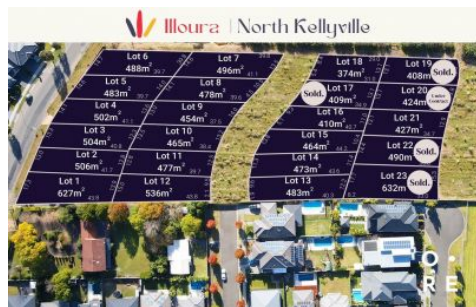 Illoura | North Kellyville
Lot 6
488m²
Lot 7
496m²
Lot 5
483m²
Lot 8
478m²
Lot 4
502m²
Lot 9
454m²
Lot 3
504m²
Lot 10
465m²
Lot 2
506m²
Lot 11
477m²
Lot 1
627m²
Lot 12
536m²
Lot 18
374m²
Lot 19
408m²
Sold.
Sold.
Lot 17
409m²
Lot 20
424m²
Under Contract
Lot 16
410m²
Lot 21
427m²
Lot 15
464m²
Lot 22
490m²
Sold.
Lot 14
473m²
Lot 13
483m²
Lot 23
632m²
Sold.
O
RE